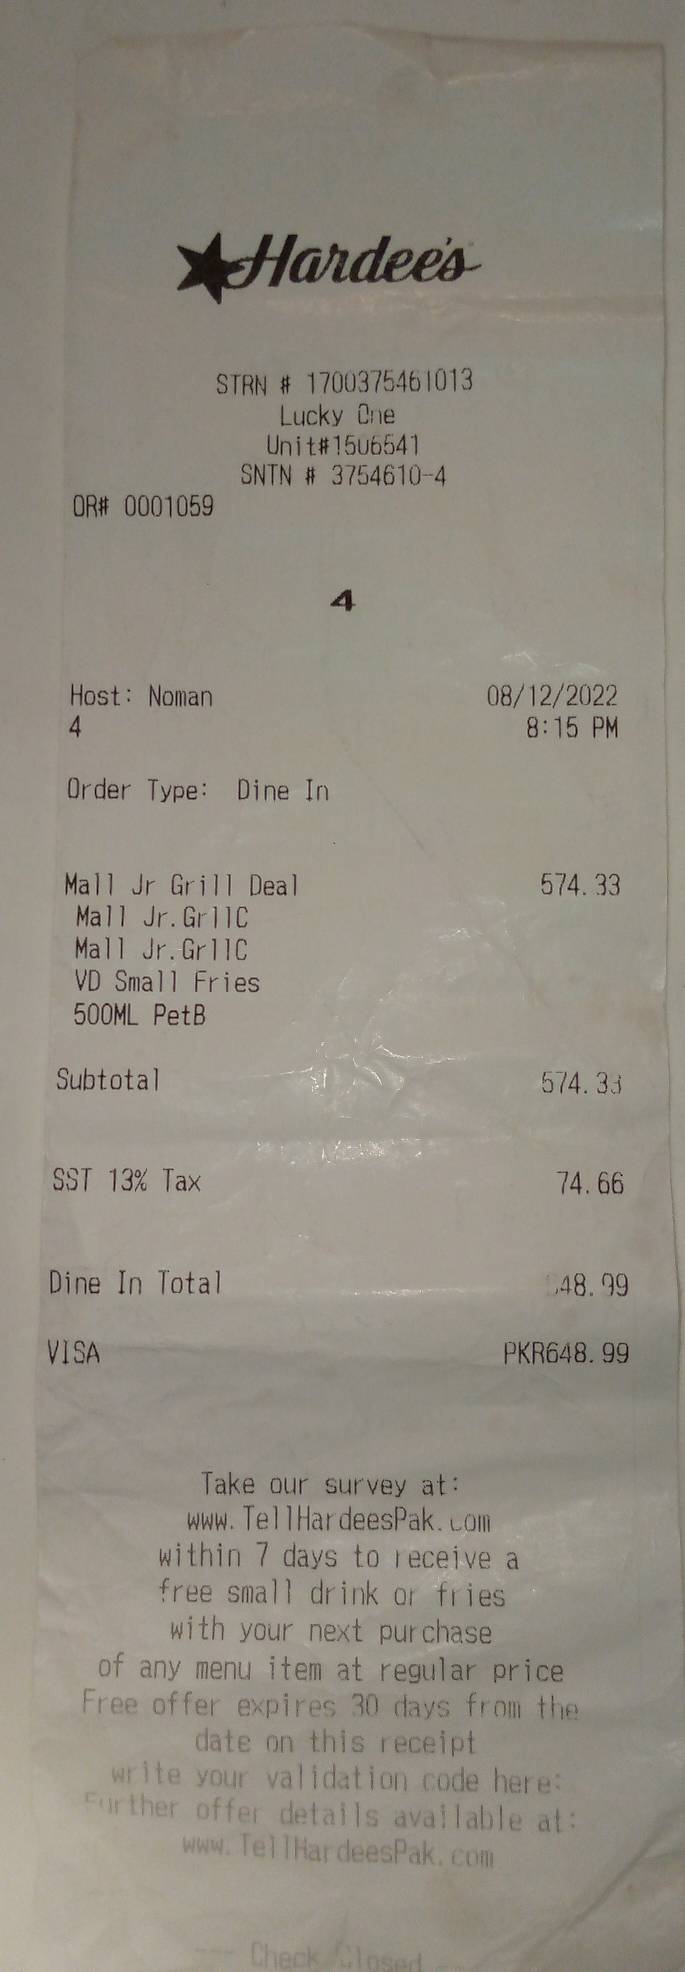 Hardee's
STRN # 1700375461013
Lucky One
Unit#1506541
SNTN # 3754610-4
OR# 0001059
4
Host: Noman 08/12/2022
4 8:15 PM
Order Type: Dine In
Mall Jr Grill Deal 574.33
Mall Jr.GrllC
Mall Jr.GrllC
VD Small Fries
500ML PetB
Subtotal 574.33
SST 13% Tax 74.66
Dine In Total 648.99
VISA PKR648.99
Take our survey at:
www.TellHardeesPak.com
within 7 days to receive a
free small drink or fries
with your next purchase
of any menu item at regular price
Free offer expires 30 days from the
date on this receipt
write your validation code here:
Further offer details available at:
www.TellHardeesPak.com
--- Check Closed ---